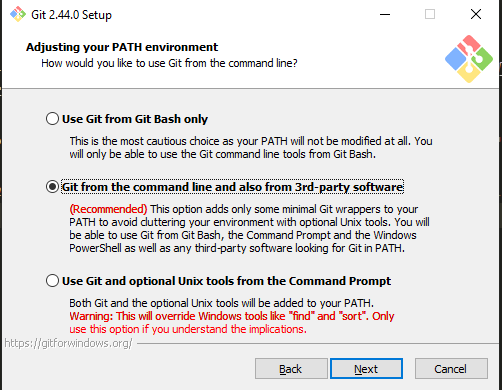 Git 2.44.0 Setup
Adjusting your PATH environment
How would you like to use Git from the command line?
Use Git from Git Bash only
This is the most cautious choice as your PATH will not be modified at all. You
will only be able to use the Git command line tools from Git Bash.
Git from the command line and also from 3rd-party software
(Recommended) This option adds only some minimal Git wrappers to your
PATH to avoid cluttering your environment with optional Unix tools. You will
be able to use Git from Git Bash, the Command Prompt and the Windows
PowerShell as well as any third-party software looking for Git in PATH.
Use Git and optional Unix tools from the Command Prompt
Both Git and the optional Unix tools will be added to your PATH.
Warning: This will override Windows tools like "find" and "sort". Only
use this option if you understand the implications.
https://gitforwindows.org/
Back Next Cancel